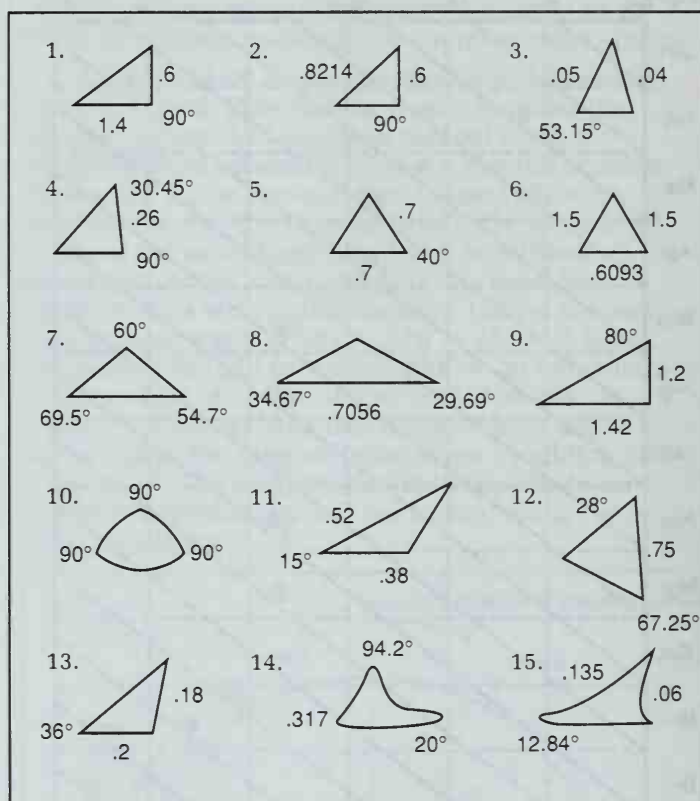 1. 2. 3.
.6 .8214 .6 .05 .04
1.4 90° 90° 53.15°
4. 30.45° 5. 6.
.26 .7 1.5 1.5
90° .7 40° .6093
7. 60° 8. 9. 80°
1.2
69.5° 54.7° 34.67° .7056 29.69° 1.42
10. 90° 11. 12. 28°
.52 .75
90° 90° 15° .38 67.25°
13. 14. 94.2° 15. .135
.18 .317 .06
36° .2 20° 12.84°